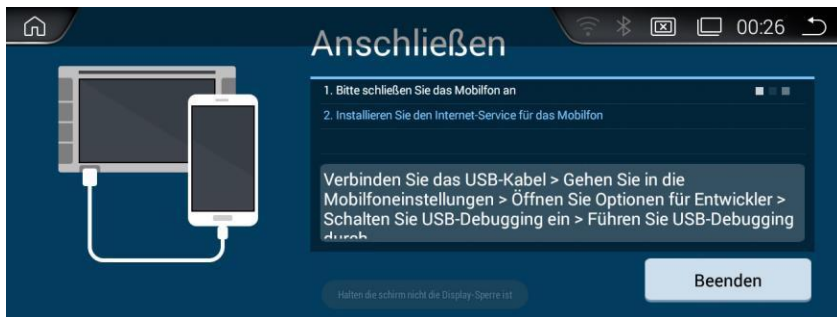 00:26
Anschließen
1. Bitte schließen Sie das Mobilfon an
2. Installieren Sie den Internet-Service für das Mobilfon
Verbinden Sie das USB-Kabel > Gehen Sie in die
Mobilfoneinstellungen > Öffnen Sie Optionen für Entwickler >
Schalten Sie USB-Debugging ein > Führen Sie USB-Debugging
durch
Beenden
Halten die schirm nicht die Display-Sperre ist